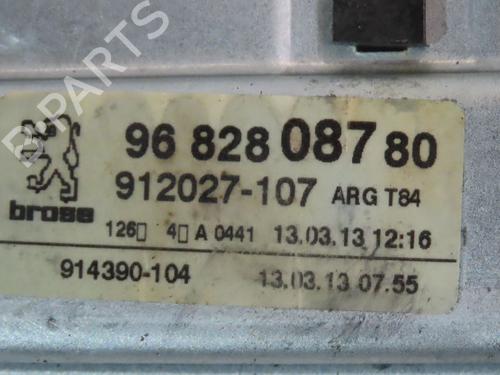 B-PARTS
96 828 087 80
912027-107 ARG T84
brose
126▯ 4▯ A 0441 13.03.13 12:16
914390-104 13.03.13 07.55